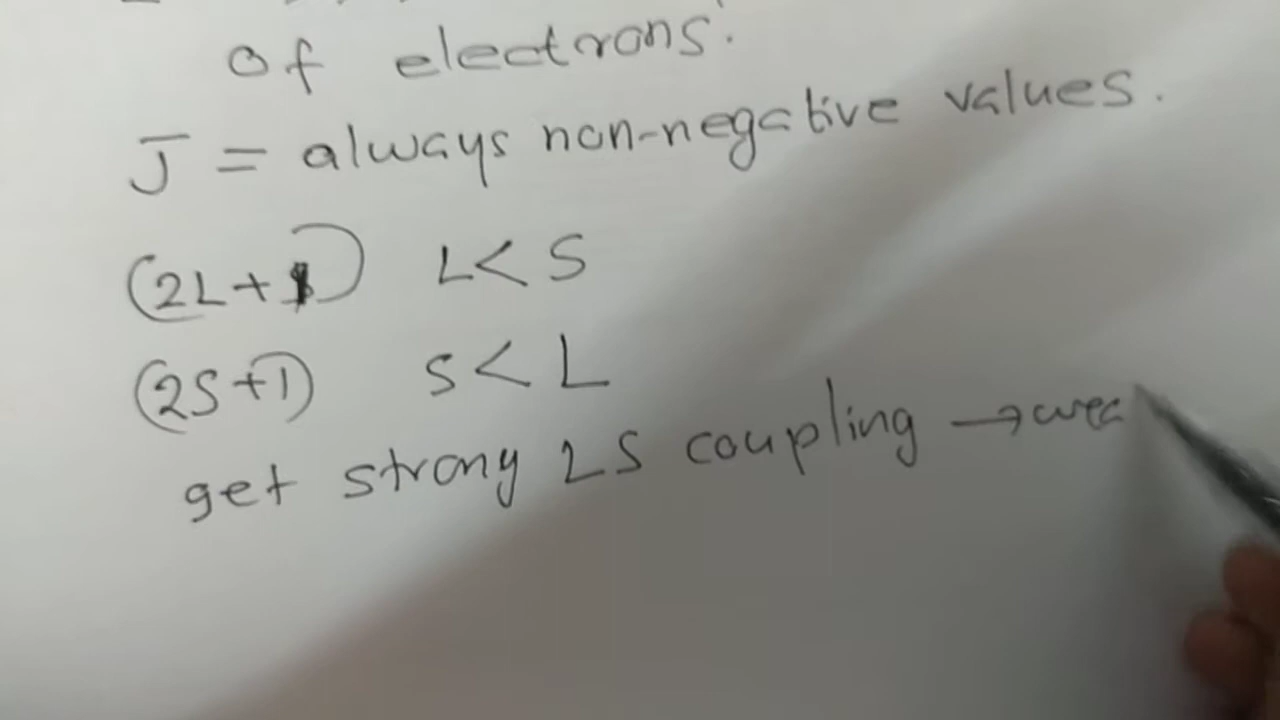 of electrons.
J = always non-negative values.
(2L+1) L < S
(2S+1) S < L
get strong LS coupling →